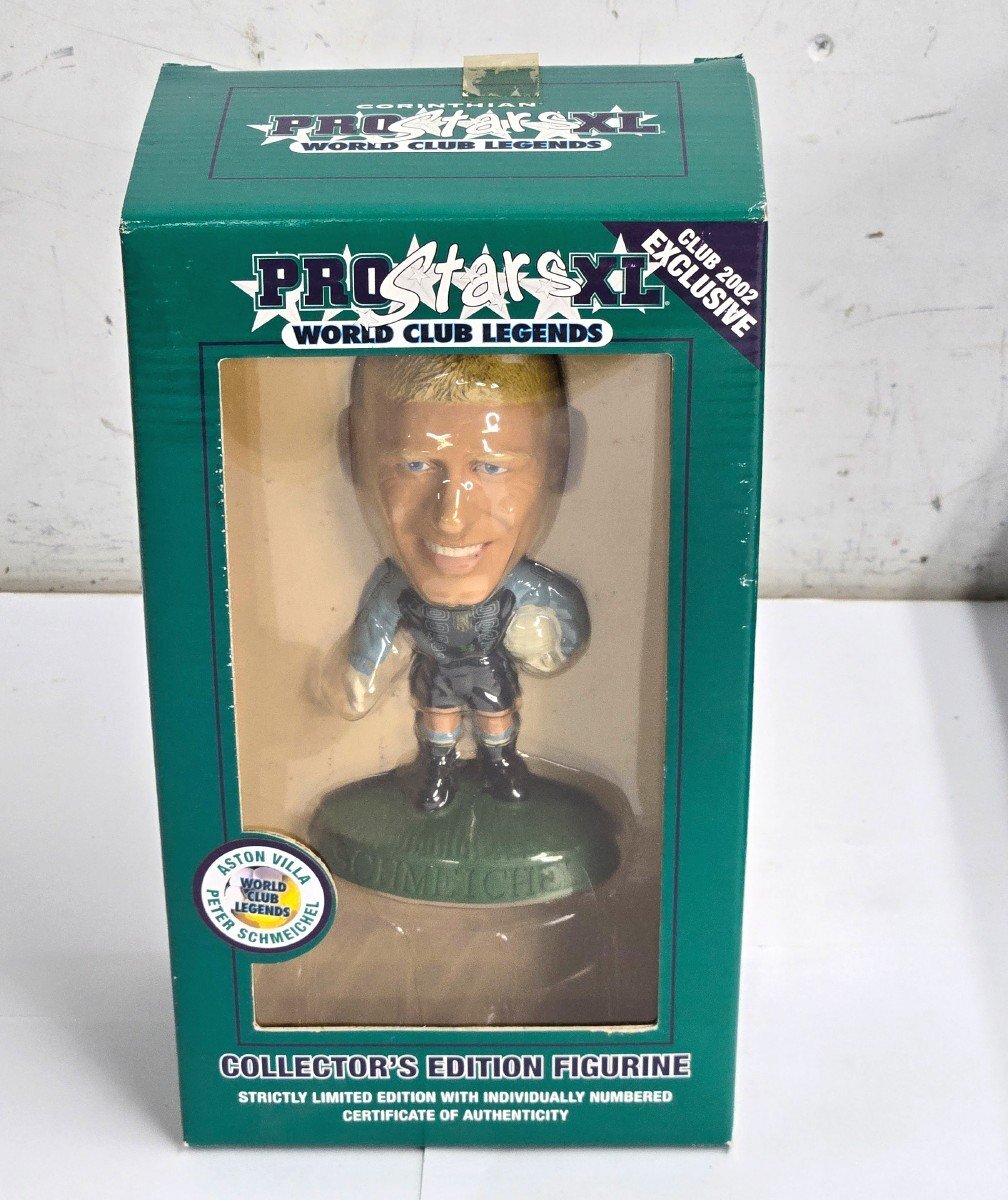 CORINTHIAN
PROStarsXL
WORLD CLUB LEGENDS
PROStarsXL
WORLD CLUB LEGENDS
CLUB 2002
EXCLUSIVE
SCHMEICHEL
ASTON VILLA
WORLD
CLUB
LEGENDS
PETER SCHMEICHEL
COLLECTOR'S EDITION FIGURINE
STRICTLY LIMITED EDITION WITH INDIVIDUALLY NUMBERED
CERTIFICATE OF AUTHENTICITY